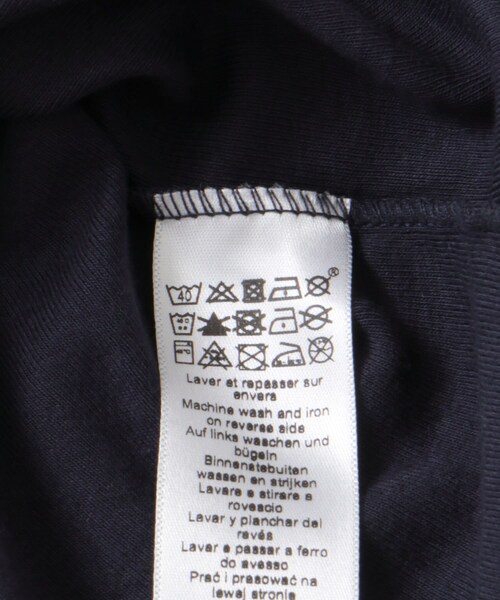 40
®
40°C
40°C
Laver et repasser sur
envers
Machine wash and iron
on reverse side
Auf links waschen und
bügeln
Binnenstebuiten
wassen en strijken
Lavare e stirare a
rovescio
Lavar y planchar del
revés
Lavar e passar a ferro
do avesso
Prać i prasować na
lewej stronie